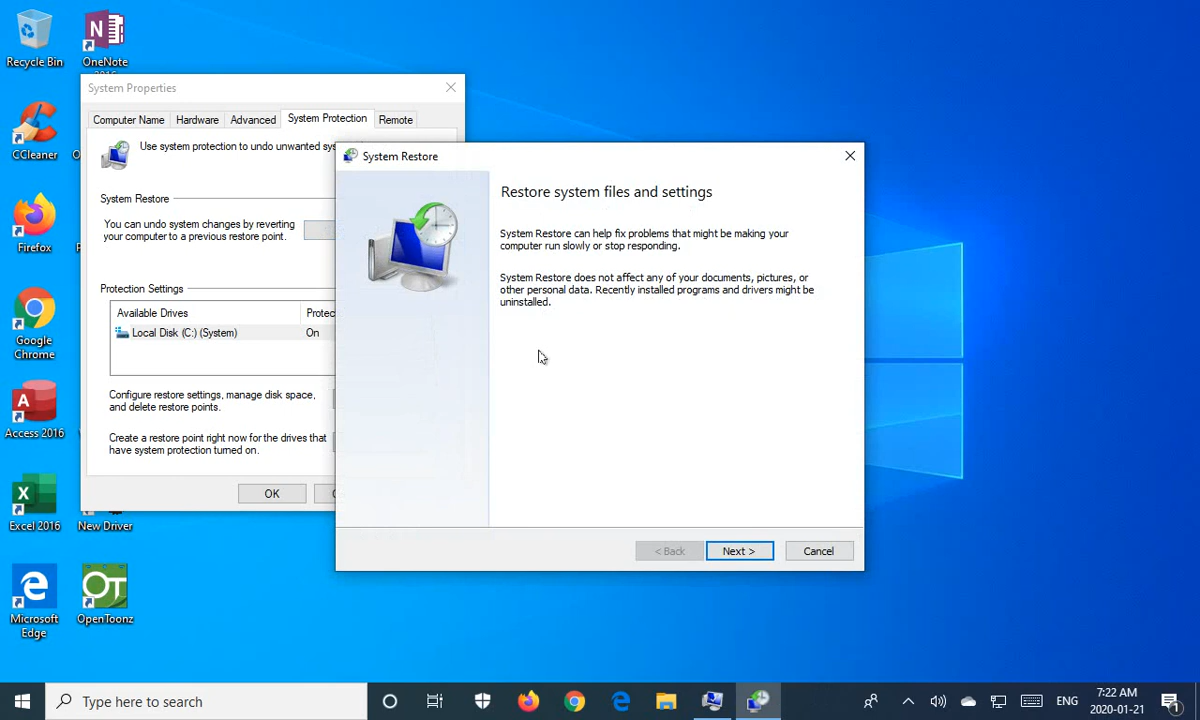 Recycle Bin
OneNote
2016
CCleaner
Firefox
Google
Chrome
Access 2016
Excel 2016
New Driver
Microsoft
Edge
OpenToonz
System Properties
Computer Name
Hardware
Advanced
System Protection
Remote
Use system protection to undo unwanted
System Restore
You can undo system changes by reverting
your computer to a previous restore point.
Protection Settings
Available Drives
Protec
Local Disk (C:) (System)
On
Configure restore settings, manage disk space,
and delete restore points.
Create a restore point right now for the drives that
have system protection turned on.
OK
System Restore
Restore system files and settings
System Restore can help fix problems that might be making your
computer run slowly or stop responding.
System Restore does not affect any of your documents, pictures, or
other personal data. Recently installed programs and drivers might be
uninstalled.
< Back
Next >
Cancel
Type here to search
ENG
7:22 AM
2020-01-21
1